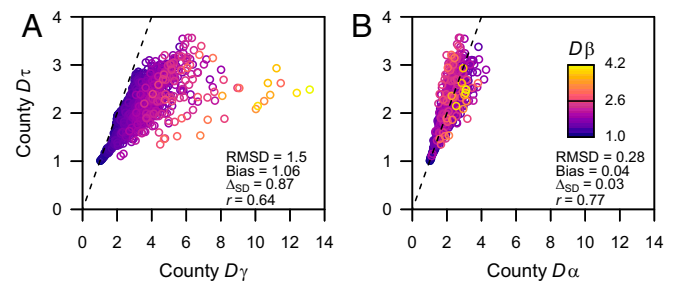 A
County Dτ
4
3
2
1
0
RMSD = 1.5
Bias = 1.06
ΔSD = 0.87
r = 0.64
0 2 4 6 8 10 12 14
County Dγ
B
4
3
2
1
0
Dβ
4.2
2.6
1.0
RMSD = 0.28
Bias = 0.04
ΔSD = 0.03
r = 0.77
0 2 4 6 8 10 12 14
County Dα